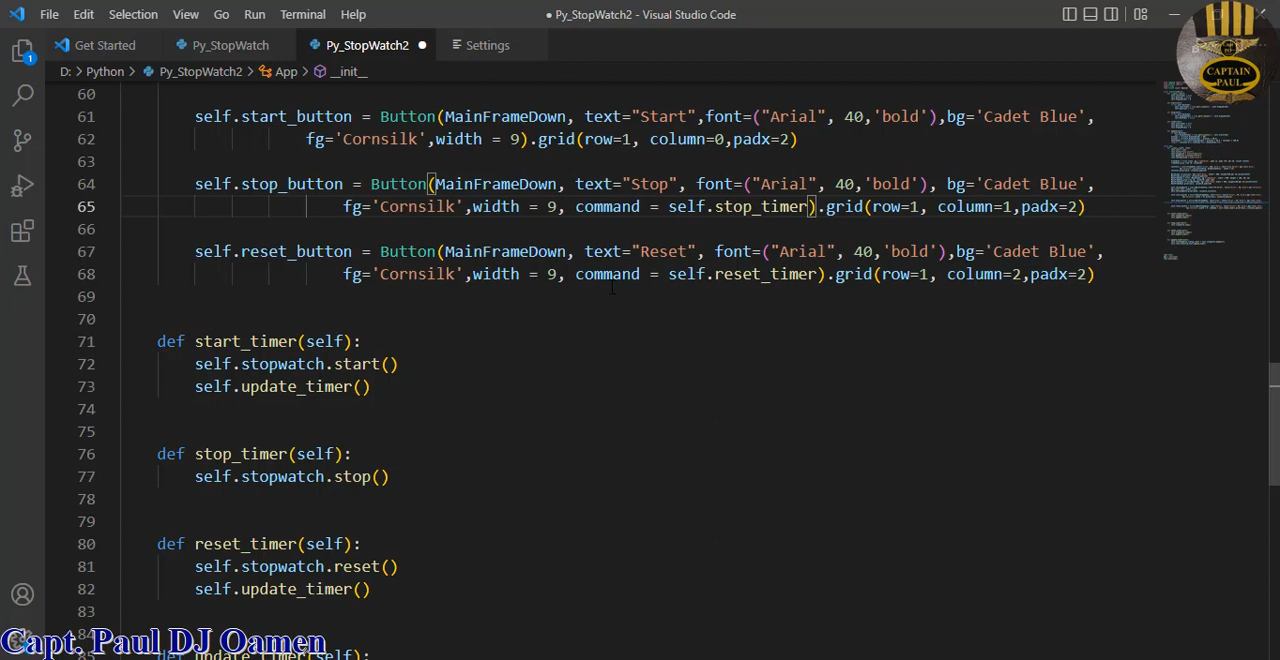 File Edit Selection View Go Run Terminal Help ● Py_StopWatch2 - Visual Studio Code
Get Started Py_StopWatch Py_StopWatch2 ● Settings
D: > Python > Py_StopWatch2 > App > __init__
CAPTAIN PAUL
60
61 self.start_button = Button(MainFrameDown, text="Start",font=("Arial", 40,'bold'),bg='Cadet Blue',
62 fg='Cornsilk',width = 9).grid(row=1, column=0,padx=2)
63
64 self.stop_button = Button(MainFrameDown, text="Stop", font=("Arial", 40,'bold'), bg='Cadet Blue',
65 fg='Cornsilk',width = 9, command = self.stop_timer).grid(row=1, column=1,padx=2)
66
67 self.reset_button = Button(MainFrameDown, text="Reset", font=("Arial", 40,'bold'),bg='Cadet Blue',
68 fg='Cornsilk',width = 9, command = self.reset_timer).grid(row=1, column=2,padx=2)
69
70
71 def start_timer(self):
72 self.stopwatch.start()
73 self.update_timer()
74
75
76 def stop_timer(self):
77 self.stopwatch.stop()
78
79
80 def reset_timer(self):
81 self.stopwatch.reset()
82 self.update_timer()
83
84
85 def update_timer(self):
1
Capt. Paul DJ Oamen